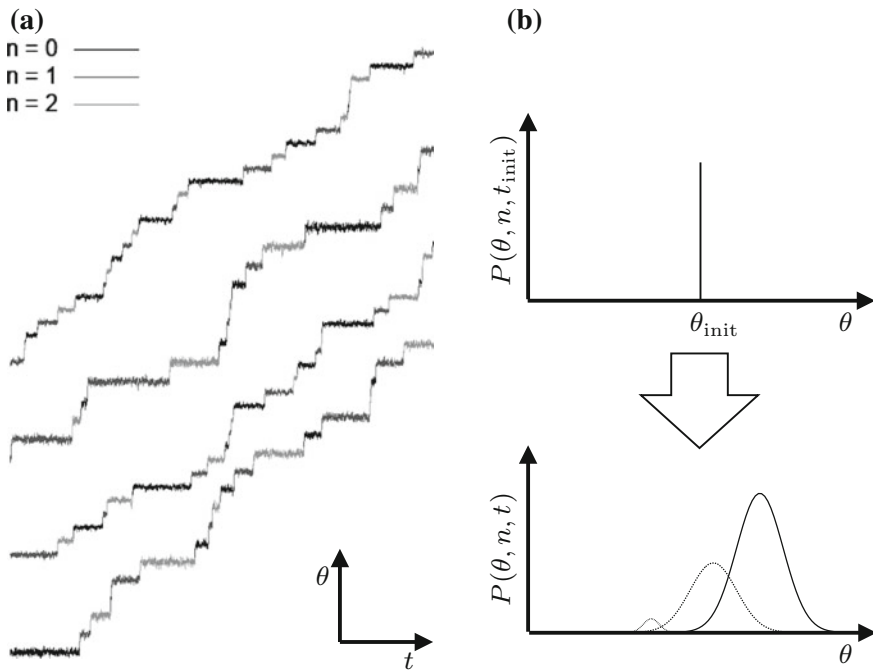 (a)
n = 0
n = 1
n = 2
θ
t
(b)
P(θ, n, t_init)
θ_init
θ
P(θ, n, t)
θ